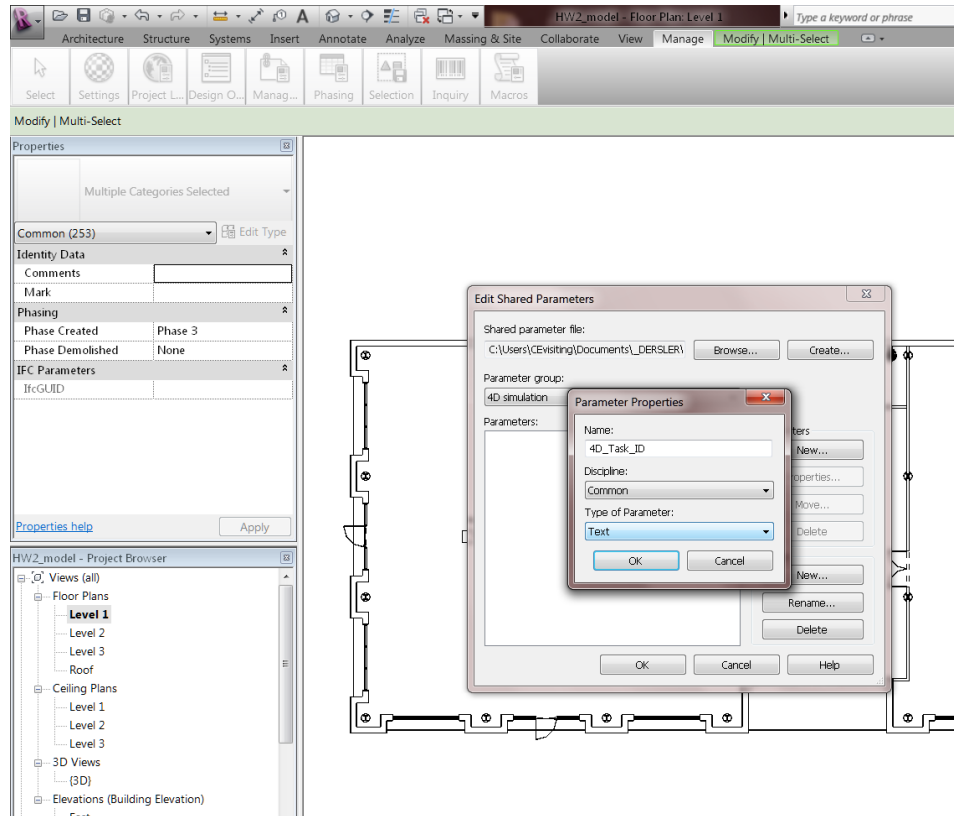 HW2_model - Floor Plan: Level 1
Type a keyword or phrase
Architecture Structure Systems Insert Annotate Analyze Massing & Site Collaborate View Manage Modify | Multi-Select
Select Settings Project L... Design O... Manag... Phasing Selection Inquiry Macros
Modify | Multi-Select
Properties
Multiple Categories Selected
Common (253) Edit Type
Identity Data
Comments
Mark
Phasing
Phase Created Phase 3
Phase Demolished None
IFC Parameters
IfcGUID
Properties help Apply
HW2_model - Project Browser
Views (all)
Floor Plans
Level 1
Level 2
Level 3
Roof
Ceiling Plans
Level 1
Level 2
Level 3
3D Views
{3D}
Elevations (Building Elevation)
East
Edit Shared Parameters
Shared parameter file:
C:\Users\CEvisiting\Documents\_DERSLER\ Browse... Create...
Parameter group:
4D simulation
Parameters:
ters
New...
operties...
Move...
Delete
New...
Rename...
Delete
OK Cancel Help
Parameter Properties
Name:
4D_Task_ID
Discipline:
Common
Type of Parameter:
Text
OK Cancel